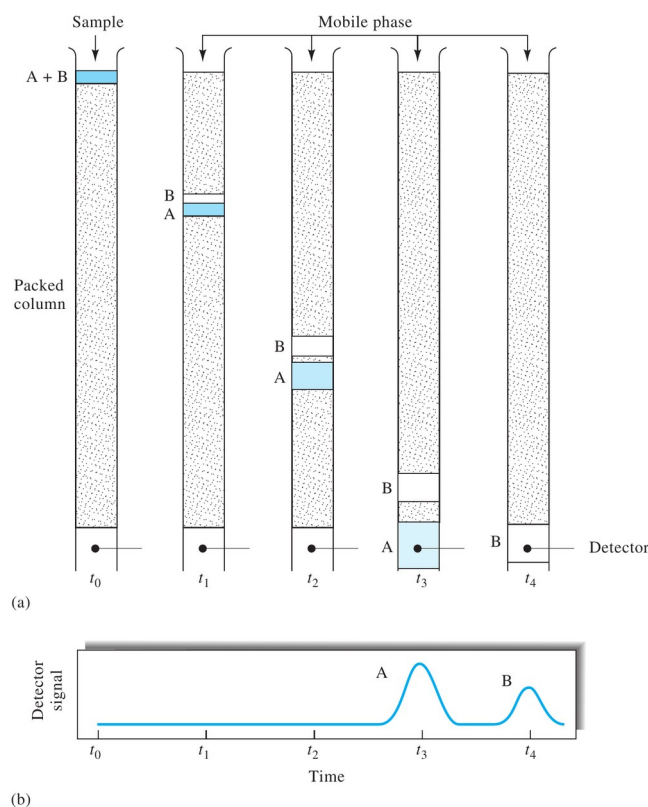 Sample
Mobile phase
A + B
B
A
Packed
column
B
A
B
A
B
Detector
t0
t1
t2
t3
t4
(a)
Detector
signal
A
B
t0
t1
t2
t3
t4
Time
(b)